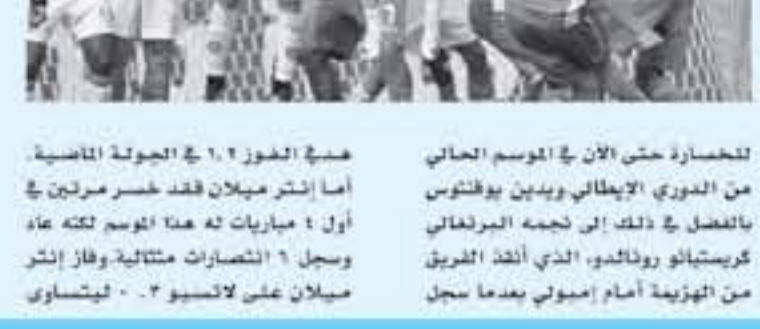 للخسارة حتى الآن في الموسم الحالي
من الدوري الإيطالي ويدين يوفنتوس
بالفضل في ذلك إلى نجمه البرتغالي
كريستيانو رونالدو، الذي أنقذ الفريق
من الهزيمة أمام إمبولي بعدما سجل
هدفي الفوز ٢.١ في الجولة الماضية.
أما إنتر ميلان فقد خسر مرتين في
أول ٤ مباريات له هذا الموسم لكنه عاد
وسجل ٦ انتصارات متتالية وفاز إنتر
ميلان على لاتسيو ٣ـ ٠ ليتساوى